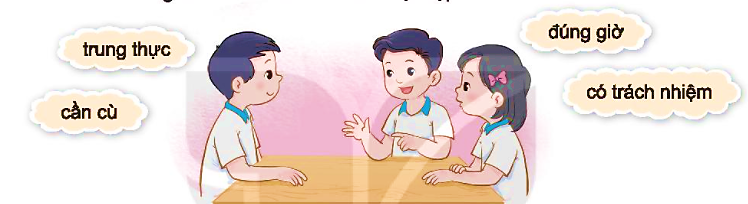 trung thực
đúng giờ
cần cù
có trách nhiệm